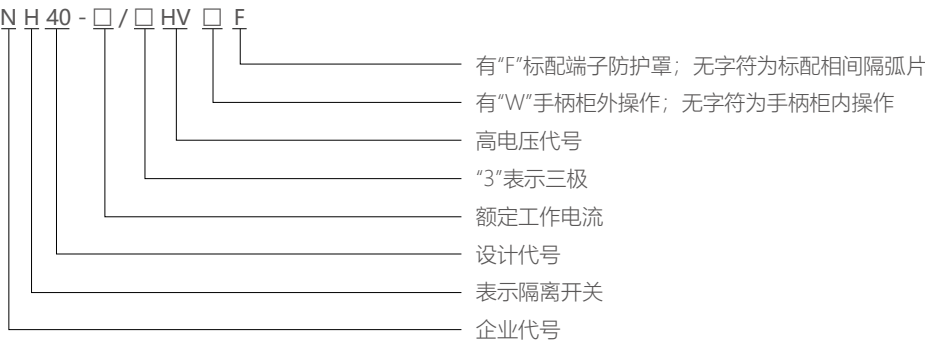 N H 40 - □ / □ HV □ F
有“F”标配端子防护罩；无字符为标配相间隔弧片
有“W”手柄柜外操作；无字符为手柄柜内操作
高电压代号
“3”表示三极
额定工作电流
设计代号
表示隔离开关
企业代号